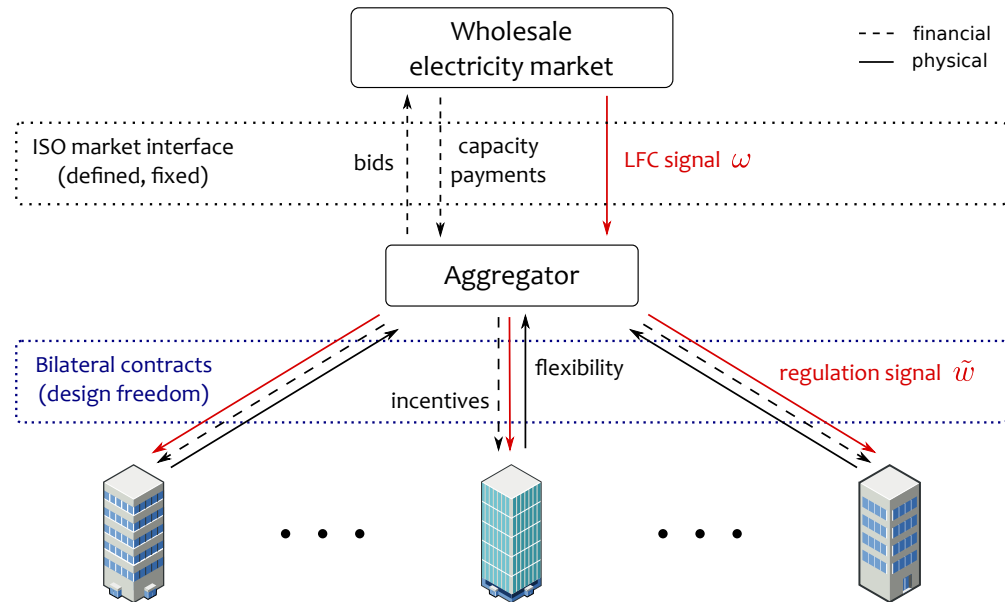 Wholesale
electricity market
financial
physical
ISO market interface
(defined, fixed)
bids
capacity
payments
LFC signal ω
Aggregator
Bilateral contracts
(design freedom)
incentives
flexibility
regulation signal w̃